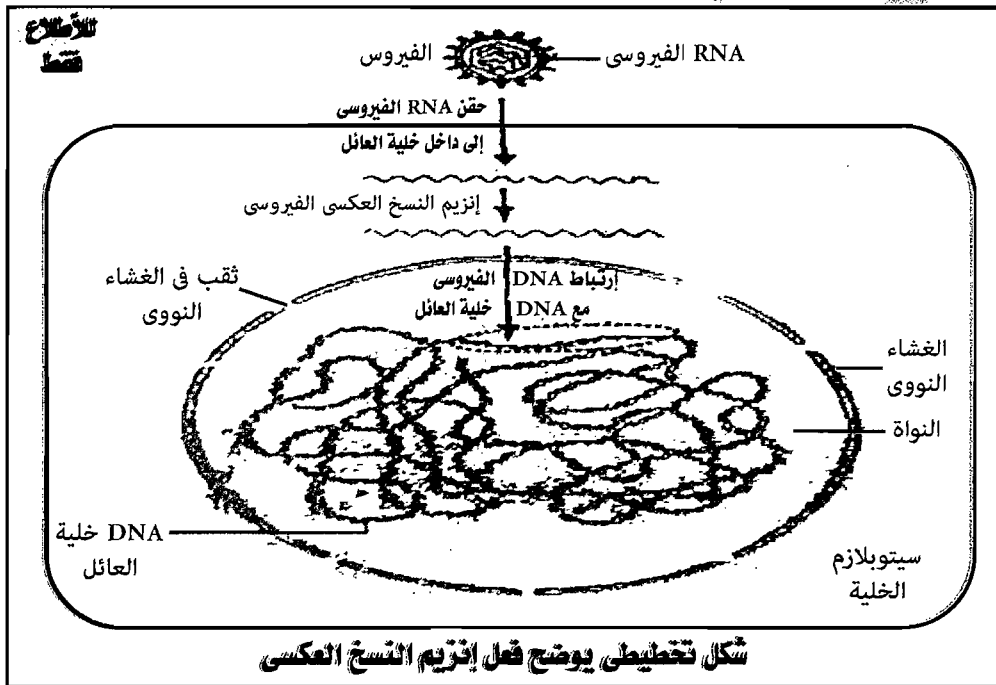 للأطلاع
فقط
RNA الفيروسى
الفيروس
حقن RNA الفيروسى
إلى داخل خلية العائل
إنزيم النسخ العكسى الفيروسى
إرتباط DNA الفيروسى
مع DNA خلية العائل
ثقب فى الغشاء
النووى
الغشاء
النووى
النواة
DNA خلية
العائل
سيتوبلازم
الخلية
شكل تخطيطى يوضح فعل إنزيم النسخ العكسى